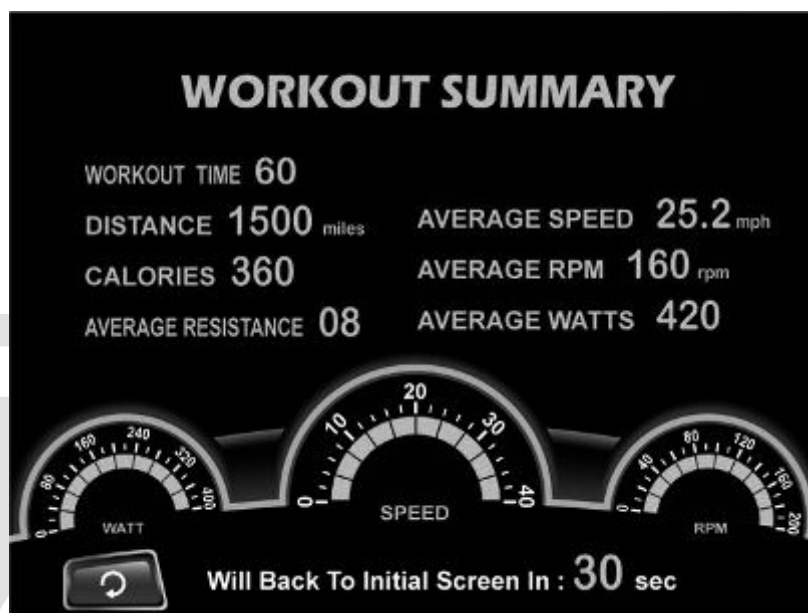 WORKOUT SUMMARY
WORKOUT TIME 60
DISTANCE 1500 miles
CALORIES 360
AVERAGE RESISTANCE 08
AVERAGE SPEED 25.2 mph
AVERAGE RPM 160 rpm
AVERAGE WATTS 420
0 80 160 240 320 400
WATT
0 10 20 30 40
SPEED
0 40 80 120 160 200
RPM
Will Back To Initial Screen In : 30 sec